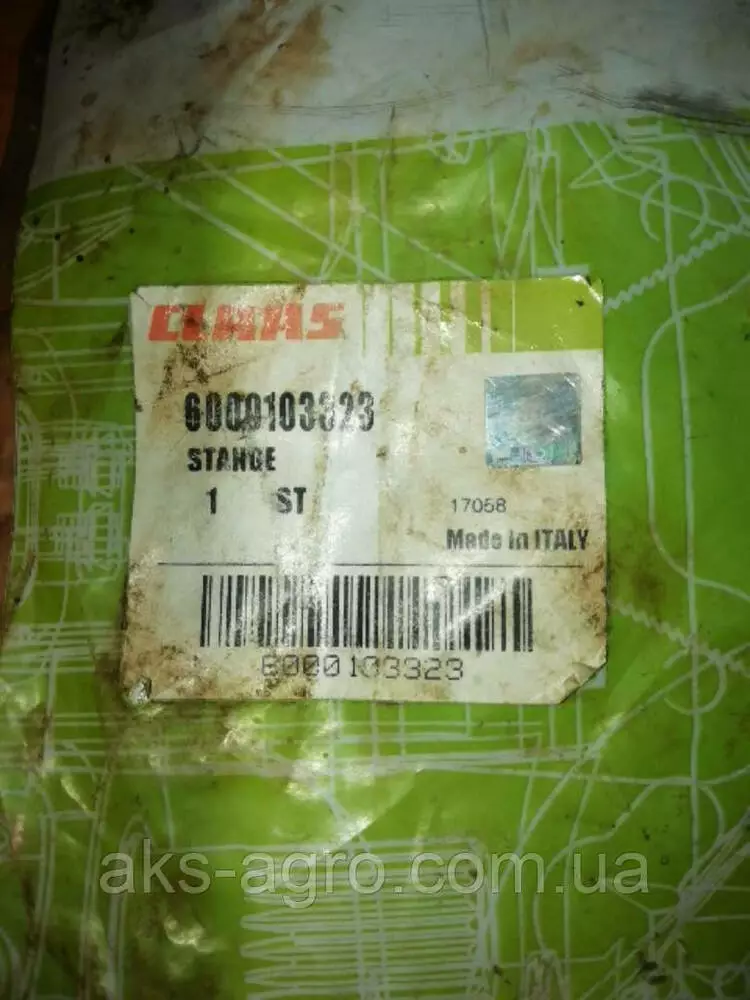 CLAAS
6000103323
STANGE
1 ST
17058
Made in ITALY
6000103323
aks-agro.com.ua